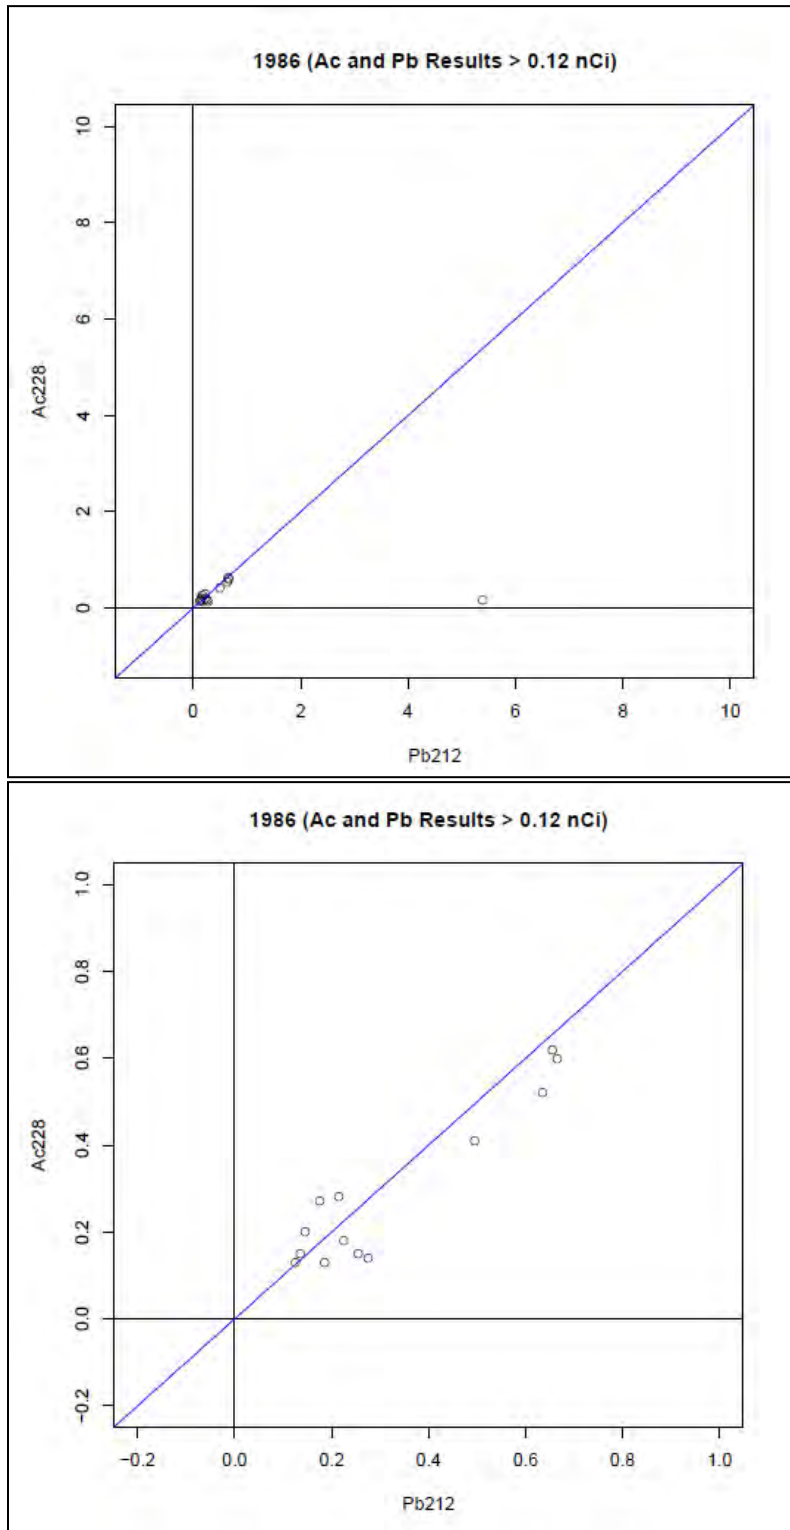 1986 (Ac and Pb Results > 0.12 nCi)
10
8
6
4
2
0
Ac228
0 2 4 6 8 10
Pb212
1986 (Ac and Pb Results > 0.12 nCi)
1.0
0.8
0.6
0.4
0.2
0.0
−0.2
Ac228
−0.2 0.0 0.2 0.4 0.6 0.8 1.0
Pb212